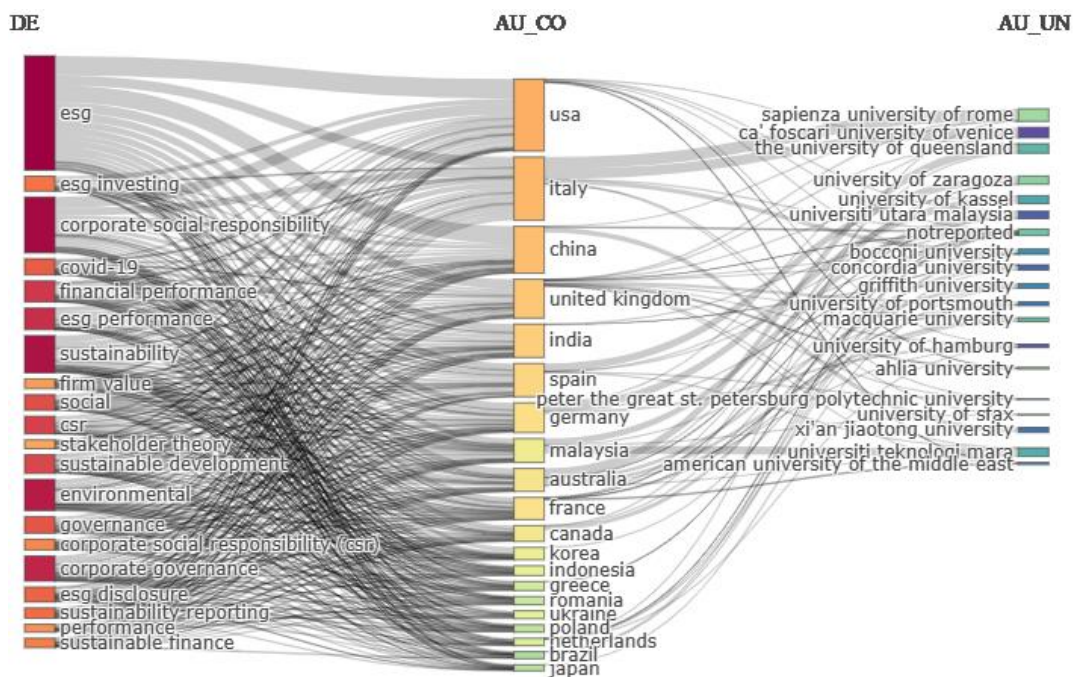 DE
AU_CO
AU_UN
esg
esg investing
corporate social responsibility
covid-19
financial performance
esg performance
sustainability
firm value
social
csr
stakeholder theory
sustainable development
environmental
governance
corporate social responsibility (csr)
corporate governance
esg disclosure
sustainability reporting
performance
sustainable finance
usa
italy
china
united kingdom
india
spain
germany
malaysia
australia
france
canada
korea
indonesia
greece
romania
ukraine
poland
netherlands
brazil
japan
sapienza university of rome
ca' foscari university of venice
the university of queensland
university of zaragoza
university of kassel
universiti utara malaysia
notreported
bocconi university
concordia university
griffith university
university of portsmouth
macquarie university
university of hamburg
ahlia university
peter the great st. petersburg polytechnic university
university of sfax
xi'an jiaotong university
universiti teknologi mara
american university of the middle east